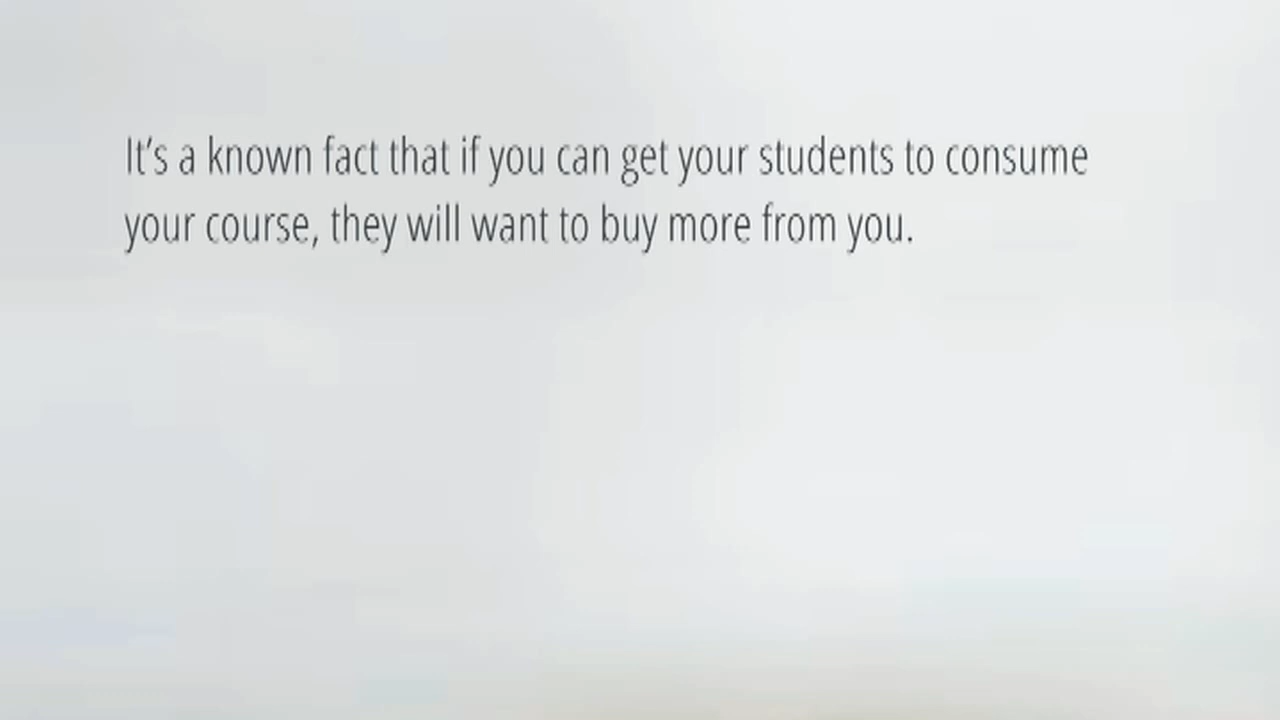 It's a known fact that if you can get your students to consume
your course, they will want to buy more from you.